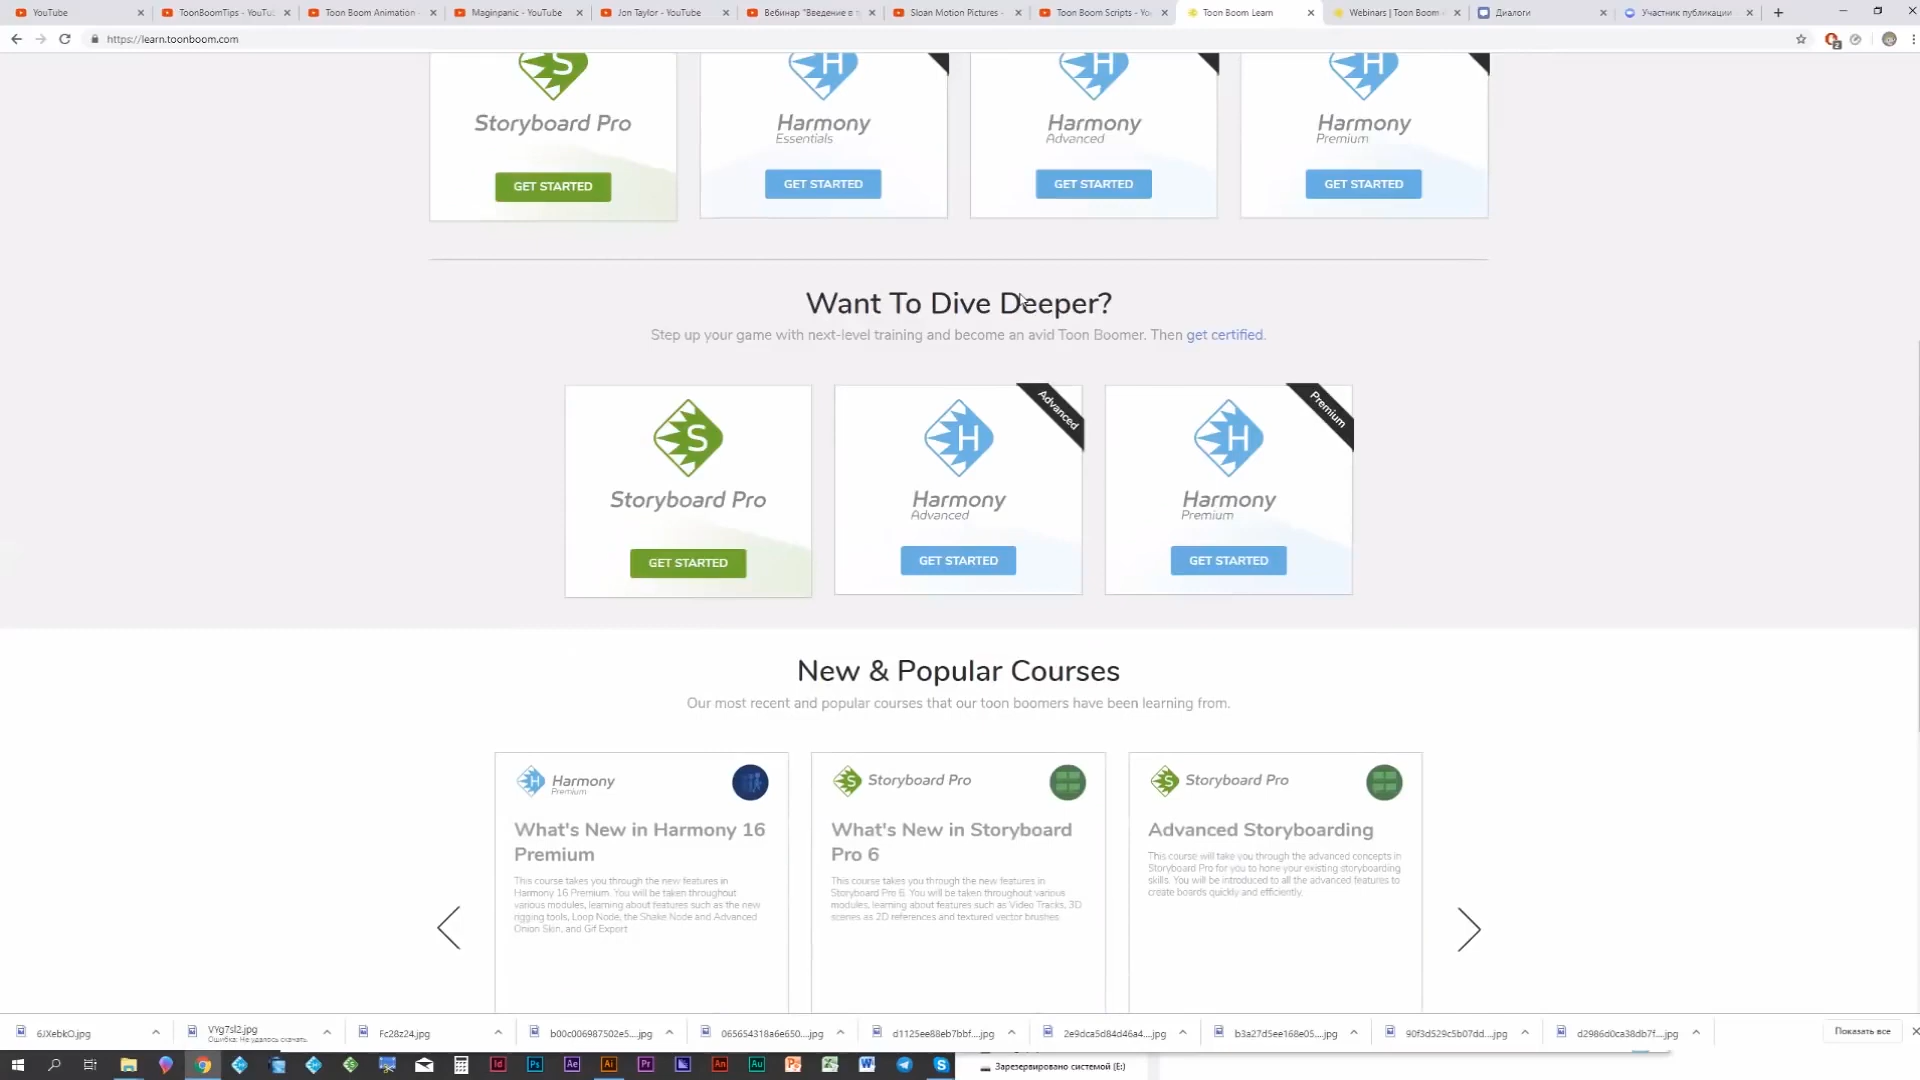 YouTube
ToonBoomTips - YouTu
Toon Boom Animation -
Maginpanic - YouTube
Jon Taylor - YouTube
Вебинар "Введение в
Sloan Motion Pictures -
Toon Boom Scripts - Yo
Toon Boom Learn
Webinars | Toon Boom
Диалоги
Участник публикации
https://learn.toonboom.com
2
S
H
H
H
Storyboard Pro
Harmony
Essentials
Harmony
Advanced
Harmony
Premium
GET STARTED
GET STARTED
GET STARTED
GET STARTED
Want To Dive Deeper?
Step up your game with next-level training and become an avid Toon Boomer. Then get certified.
Advanced
Premium
S
H
H
Storyboard Pro
Harmony
Advanced
Harmony
Premium
GET STARTED
GET STARTED
GET STARTED
New & Popular Courses
Our most recent and popular courses that our toon boomers have been learning from.
Harmony
Premium
What's New in Harmony 16
Premium
This course takes you through the new features in
Harmony 16 Premium. You will be taken throughout
various modules, learning about features such as the new
rigging tools, Loop Node, the Shake Node and Advanced
Onion Skin, and Gif Export
Storyboard Pro
What's New in Storyboard
Pro 6
This course takes you through the new features in
Storyboard Pro 6. You will be taken throughout various
modules, learning about features such as Video Tracks, 3D
scenes as 2D references and textured vector brushes
Storyboard Pro
Advanced Storyboarding
This course will take you through the advanced concepts in
Storyboard Pro for you to hone your existing storyboarding
skills. You will be introduced to all the advanced features to
create boards quickly and efficiently.
6JXebkO.jpg
VYg7sl2.jpg
Ошибка: Не удалось скачать.
Fc28z24.jpg
b00c006987502e5....jpg
065654318a6e650....jpg
d1125ee88eb7bbf....jpg
2e9dca5d84d46a4....jpg
b3a27d5ee168e05....jpg
90f3d529c5b07dd....jpg
d2986d0ca38db7f....jpg
Показать все
Id
Ps
Ae
Ai
Pr
An
Au
Зарезервировано системой (E:)